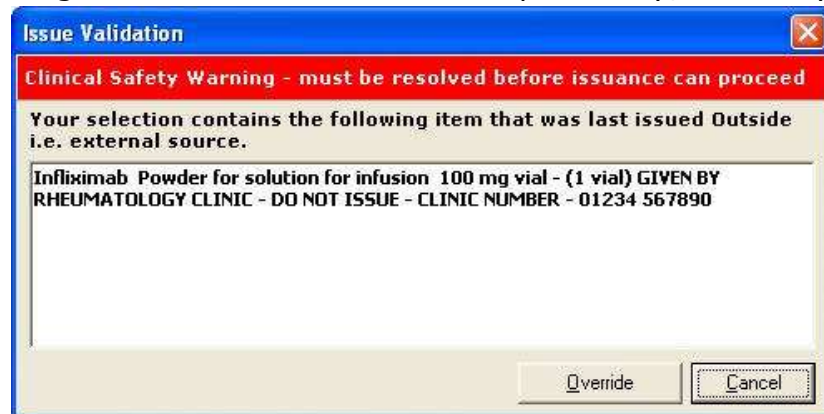 Issue Validation
Clinical Safety Warning - must be resolved before issuance can proceed
Your selection contains the following item that was last issued Outside
i.e. external source.
Infliximab Powder for solution for infusion 100 mg vial - (1 vial) GIVEN BY
RHEUMATOLOGY CLINIC - DO NOT ISSUE - CLINIC NUMBER - 01234 567890
Override Cancel